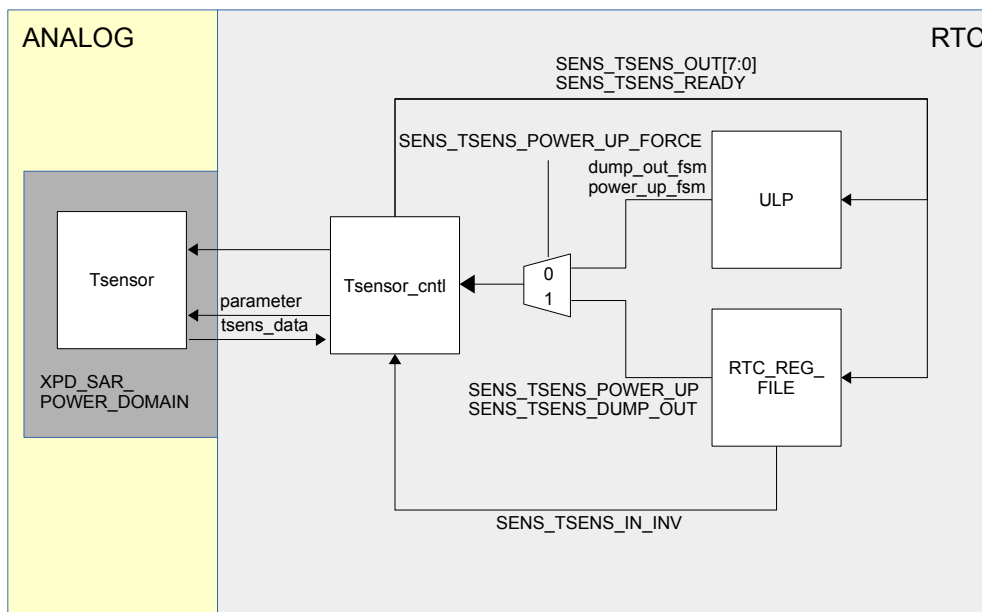 ANALOG
RTC
SENS_TSENS_OUT[7:0]
SENS_TSENS_READY
SENS_TSENS_POWER_UP_FORCE
dump_out_fsm
power_up_fsm
ULP
Tsensor
Tsensor_cntl
0
1
parameter
tsens_data
XPD_SAR_
POWER_DOMAIN
RTC_REG_
FILE
SENS_TSENS_POWER_UP
SENS_TSENS_DUMP_OUT
SENS_TSENS_IN_INV